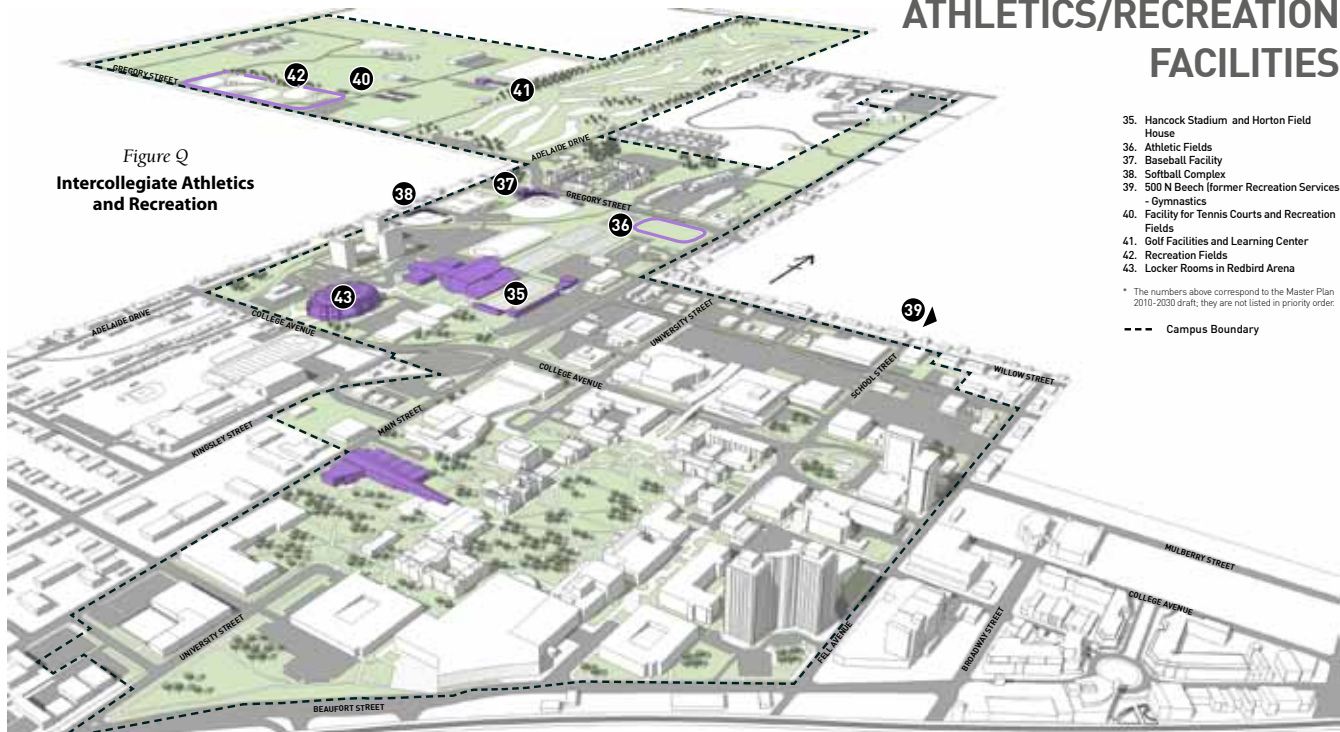 ATHLETICS/RECREATION
FACILITIES
Figure Q
Intercollegiate Athletics
and Recreation
35. Hancock Stadium and Horton Field
House
36. Athletic Fields
37. Baseball Facility
38. Softball Complex
39. 500 N Beech (former Recreation Services
- Gymnastics
40. Facility for Tennis Courts and Recreation
Fields
41. Golf Facilities and Learning Center
42. Recreation Fields
43. Locker Rooms in Redbird Arena
* The numbers above correspond to the Master Plan
2010-2030 draft; they are not listed in priority order.
Campus Boundary
GREGORY STREET
42
40
41
ADELAIDE DRIVE
37
38
GREGORY STREET
36
43
35
39
ADELAIDE DRIVE
COLLEGE AVENUE
UNIVERSITY STREET
COLLEGE AVENUE
SCHOOL STREET
WILLOW STREET
MAIN STREET
KINGSLEY STREET
MULBERRY STREET
COLLEGE AVENUE
UNIVERSITY STREET
FELL AVENUE
BROADWAY STREET
BEAUFORT STREET